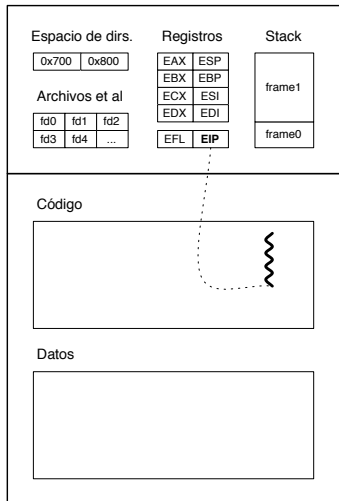 Espacio de dirs. Registros Stack
0x700 0x800
EAX ESP
EBX EBP
ECX ESI
EDX EDI
EFL EIP
Archivos et al
fd0 fd1 fd2
fd3 fd4 ...
frame1
frame0
Código
Datos